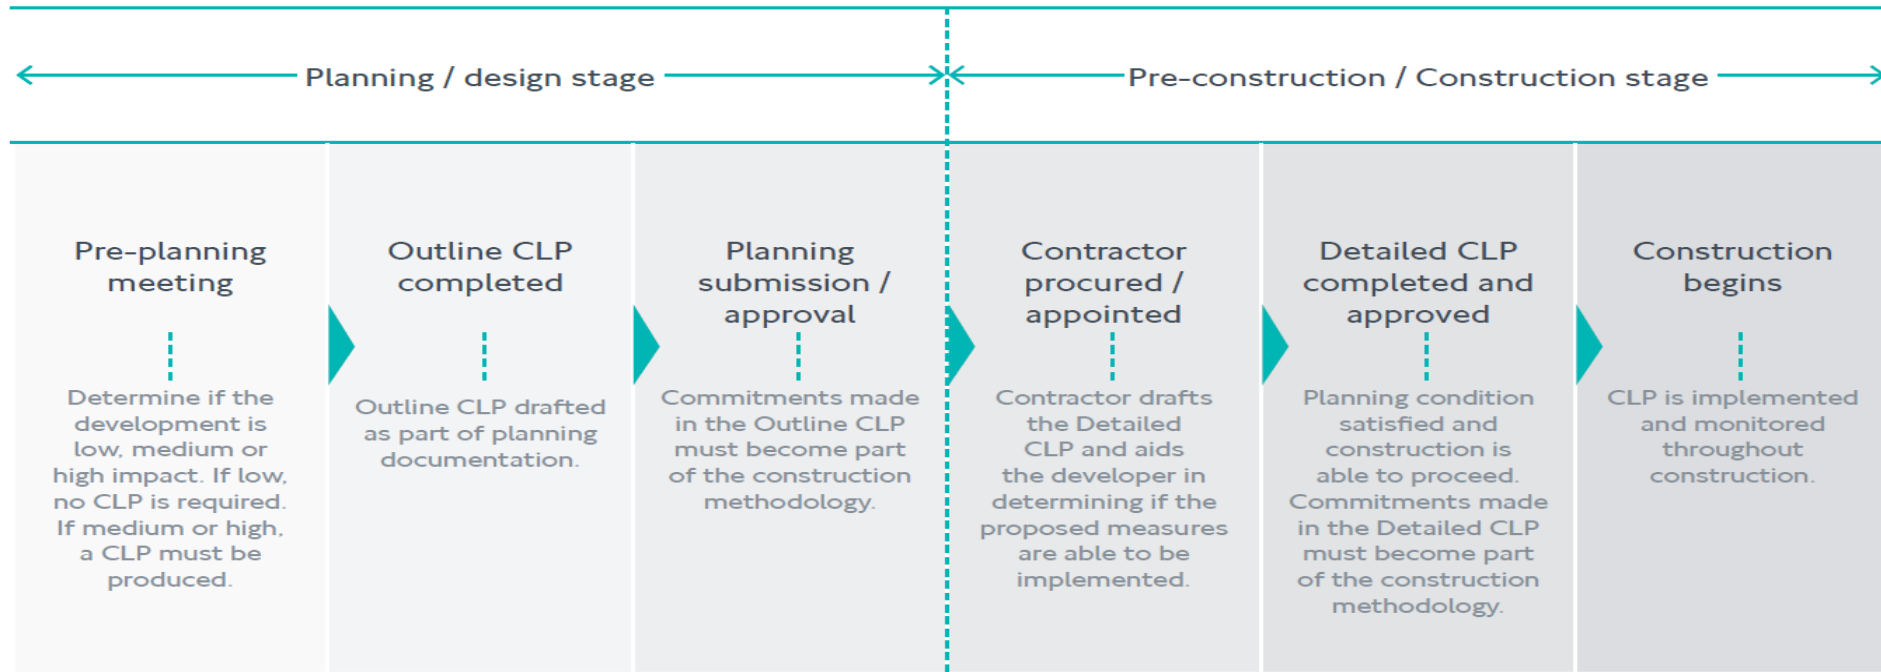 Planning / design stage
Pre-construction / Construction stage
Pre-planning
meeting
Determine if the
development is
low, medium or
high impact. If low,
no CLP is required.
If medium or high,
a CLP must be
produced.
Outline CLP
completed
Outline CLP drafted
as part of planning
documentation.
Planning
submission /
approval
Commitments made
in the Outline CLP
must become part
of the construction
methodology.
Contractor
procured /
appointed
Contractor drafts
the Detailed
CLP and aids
the developer in
determining if the
proposed measures
are able to be
implemented.
Detailed CLP
completed and
approved
Planning condition
satisfied and
construction is
able to proceed.
Commitments made
in the Detailed CLP
must become part
of the construction
methodology.
Construction
begins
CLP is implemented
and monitored
throughout
construction.